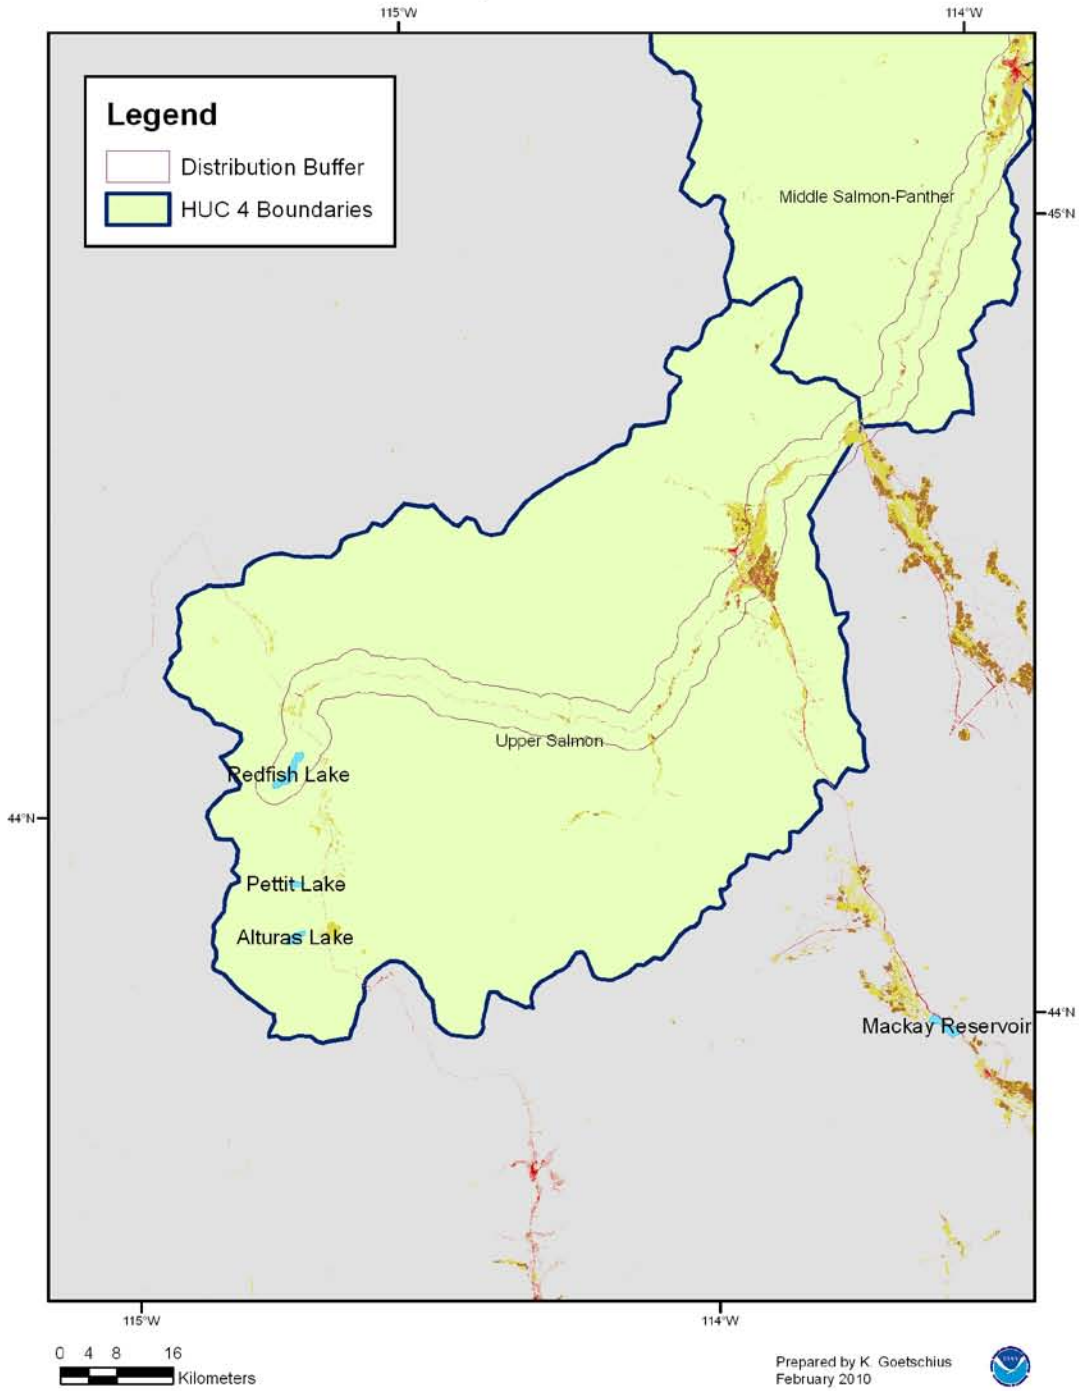 115°W
114°W
Legend
Distribution Buffer
HUC 4 Boundaries
Middle Salmon-Panther
45°N
Upper Salmon
Redfish Lake
44°N
Pettit Lake
Alturas Lake
44°N
Mackay Reservoir
115°W
114°W
0 4 8 16
Kilometers
Prepared by K. Goetschius
February 2010